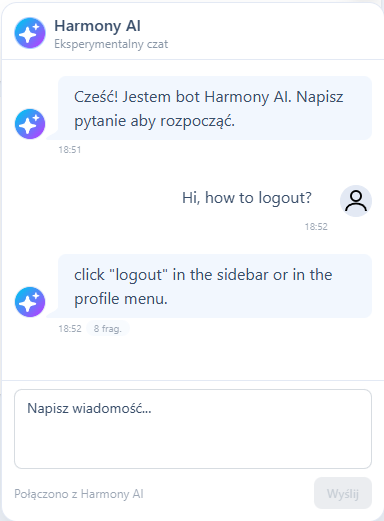 Harmony AI
Eksperymentalny czat
Cześć! Jestem bot Harmony AI. Napisz
pytanie aby rozpocząć.
18:51
Hi, how to logout?
18:52
click "logout" in the sidebar or in the
profile menu.
18:52 8 frag.
Napisz wiadomość...
Połączono z Harmony AI
Wyślij